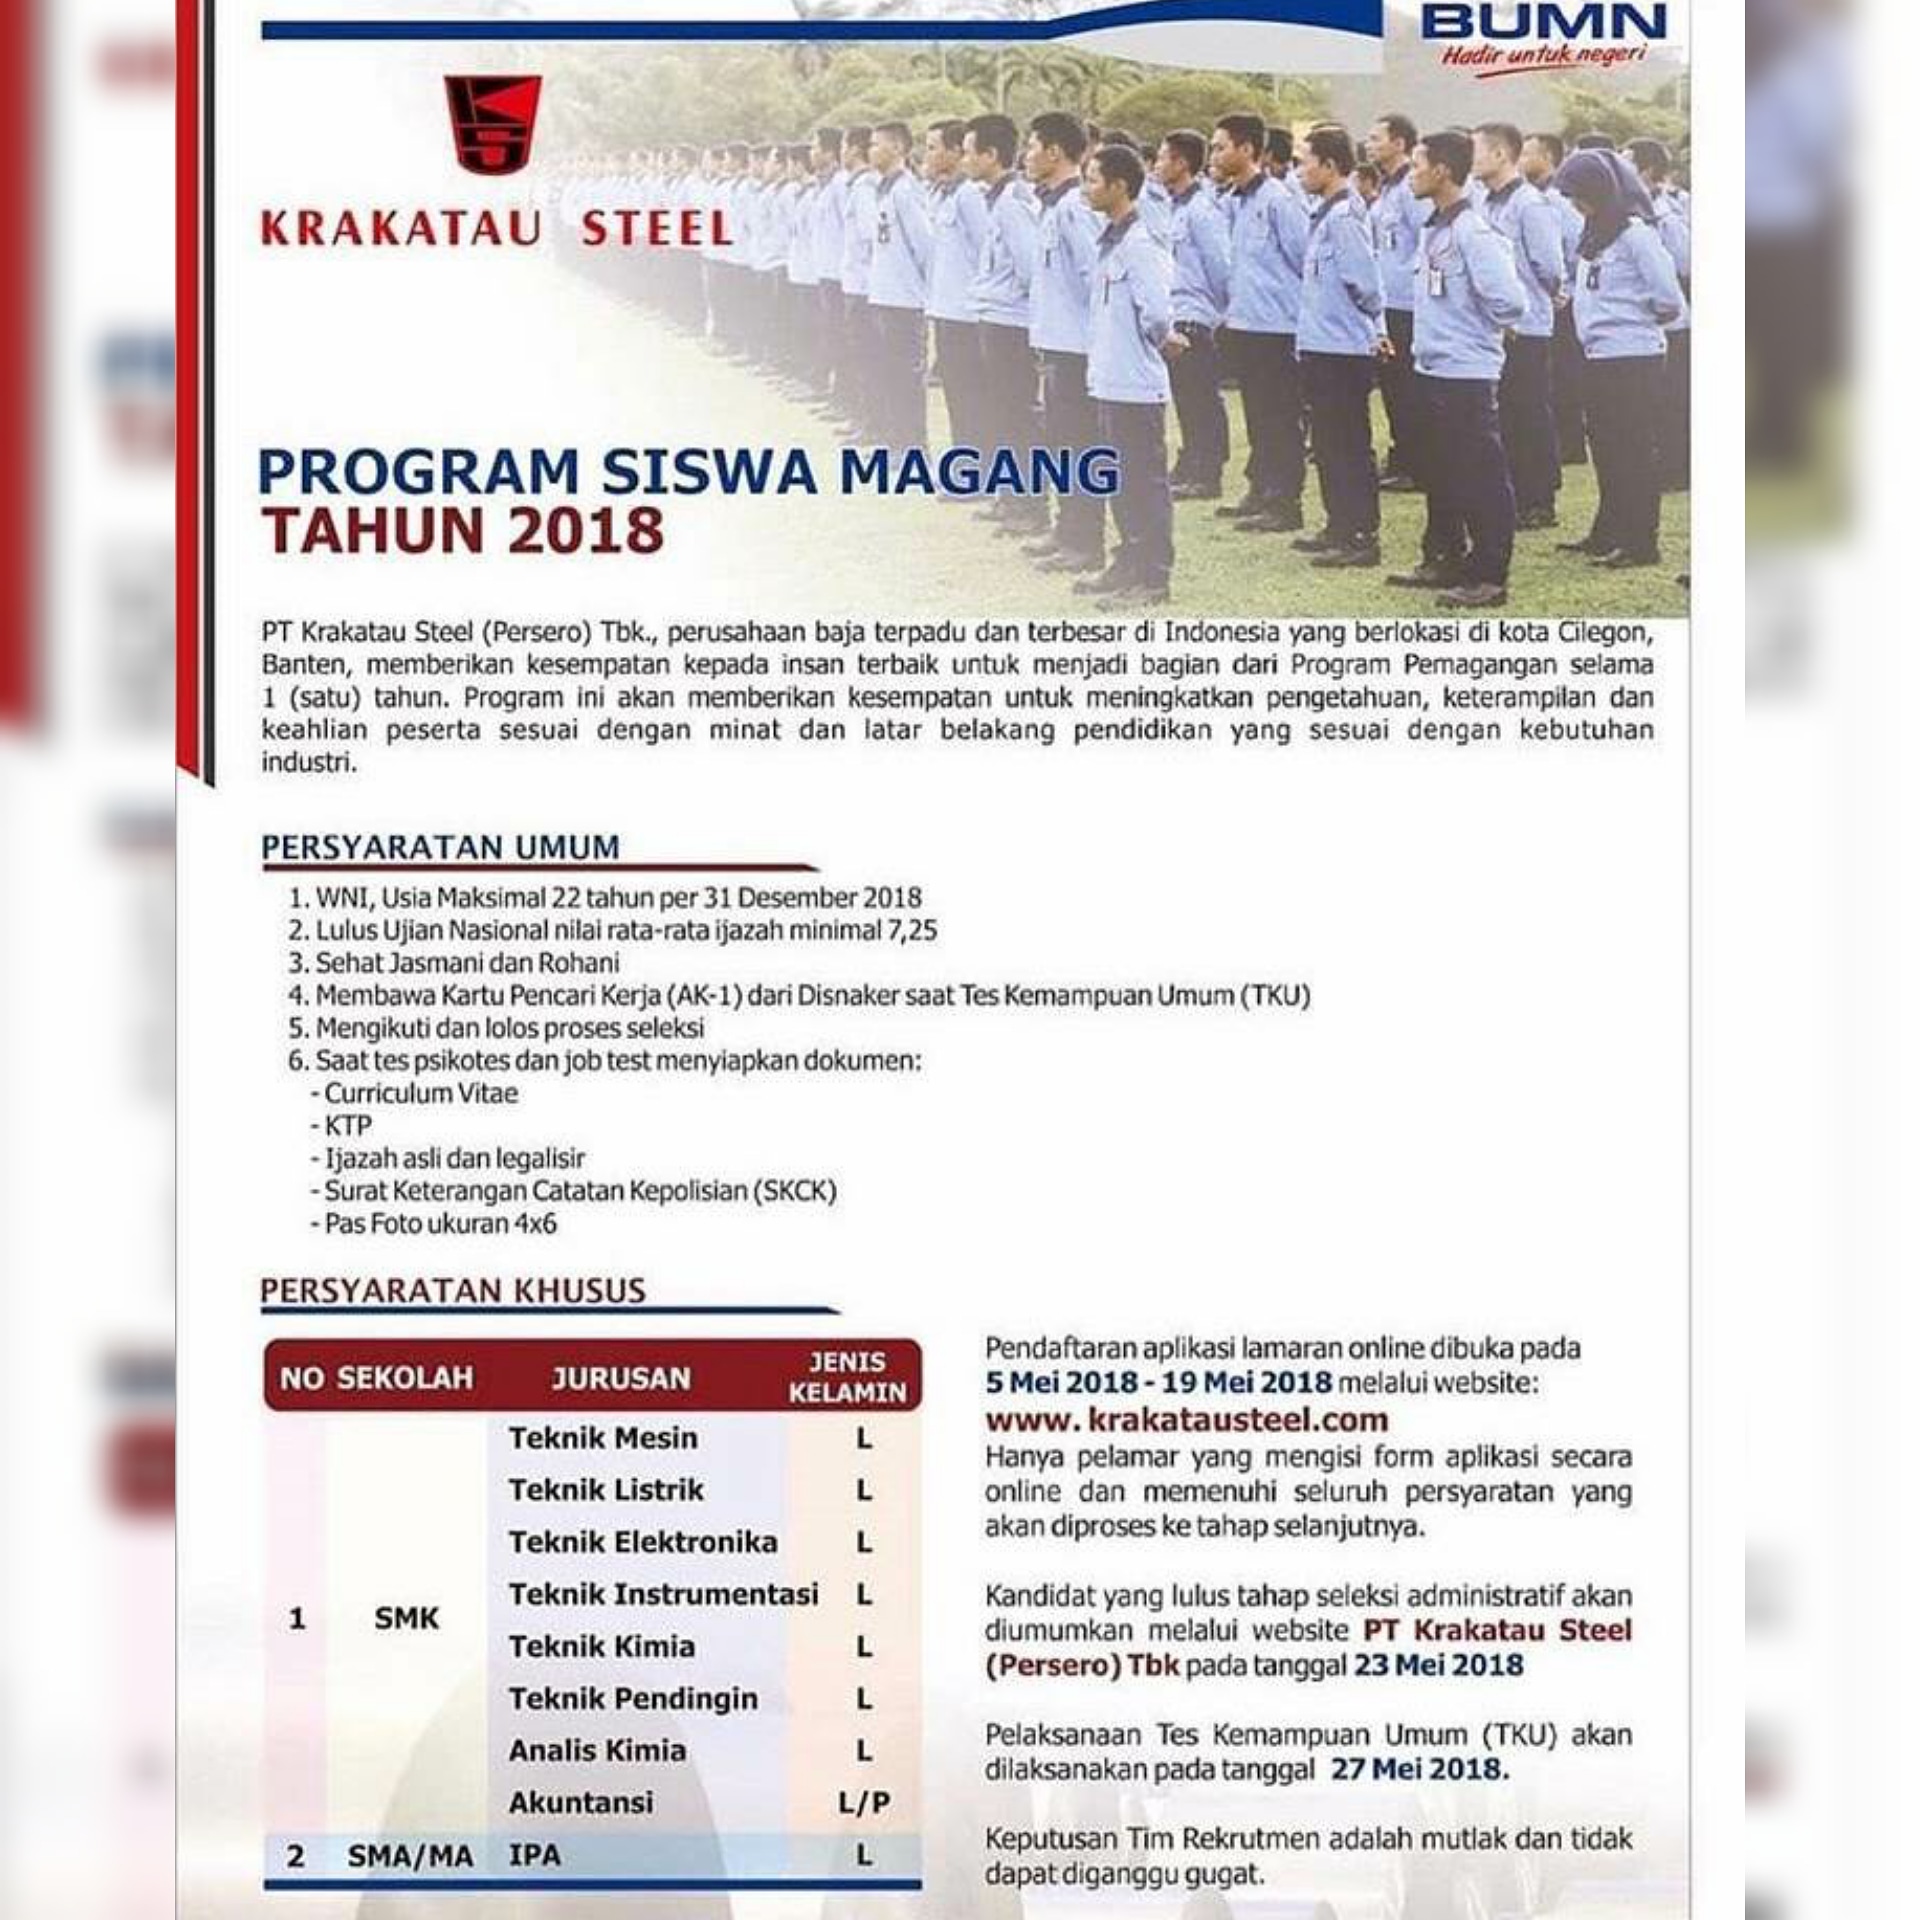 BUMN
Hadir untuk negeri
KRAKATAU STEEL
PROGRAM SISWA MAGANG
TAHUN 2018
PT Krakatau Steel (Persero) Tbk., perusahaan baja terpadu dan terbesar di Indonesia yang berlokasi di kota Cilegon,
Banten, memberikan kesempatan kepada insan terbaik untuk menjadi bagian dari Program Pemagangan selama
1 (satu) tahun. Program ini akan memberikan kesempatan untuk meningkatkan pengetahuan, keterampilan dan
keahlian peserta sesuai dengan minat dan latar belakang pendidikan yang sesuai dengan kebutuhan
industri.
PERSYARATAN UMUM
1. WNI, Usia Maksimal 22 tahun per 31 Desember 2018
2. Lulus Ujian Nasional nilai rata-rata ijazah minimal 7,25
3. Sehat Jasmani dan Rohani
4. Membawa Kartu Pencari Kerja (AK-1) dari Disnaker saat Tes Kemampuan Umum (TKU)
5. Mengikuti dan lolos proses seleksi
6. Saat tes psikotes dan job test menyiapkan dokumen:
- Curriculum Vitae
- KTP
- Ijazah asli dan legalisir
- Surat Keterangan Catatan Kepolisian (SKCK)
- Pas Foto ukuran 4x6
PERSYARATAN KHUSUS
NO SEKOLAH JURUSAN JENIS KELAMIN
1 SMK
Teknik Mesin L
Teknik Listrik L
Teknik Elektronika L
Teknik Instrumentasi L
Teknik Kimia L
Teknik Pendingin L
Analis Kimia L
Akuntansi L/P
2 SMA/MA IPA L
Pendaftaran aplikasi lamaran online dibuka pada
5 Mei 2018 - 19 Mei 2018 melalui website:
www. krakatausteel.com
Hanya pelamar yang mengisi form aplikasi secara
online dan memenuhi seluruh persyaratan yang
akan diproses ke tahap selanjutnya.
Kandidat yang lulus tahap seleksi administratif akan
diumumkan melalui website PT Krakatau Steel
(Persero) Tbk pada tanggal 23 Mei 2018
Pelaksanaan Tes Kemampuan Umum (TKU) akan
dilaksanakan pada tanggal 27 Mei 2018.
Keputusan Tim Rekrutmen adalah mutlak dan tidak
dapat diganggu gugat.